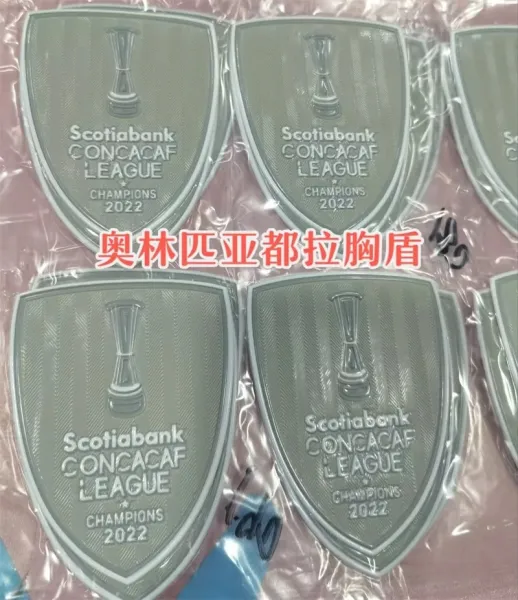 Scotiabank
CONCACAF
LEAGUE
CHAMPIONS
2022
Scotiabank
CONCACAF
LEAGUE
CHAMPIONS
2022
奥林匹亚都拉胸盾
Scotiabank
CONCACAF
LEAGUE
CHAMPIONS
2022
Scotiabank
CONCACAF
LEAGUE
CHAMPIONS
2022